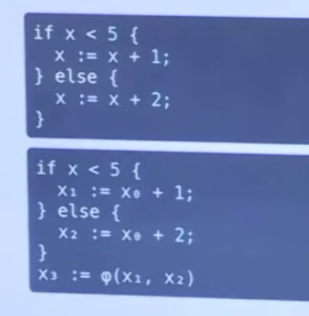 if x < 5 {
  x := x + 1;
} else {
  x := x + 2;
}
if x < 5 {
  x₁ := x₀ + 1;
} else {
  x₂ := x₀ + 2;
}
x₃ := φ(x₁, x₂)